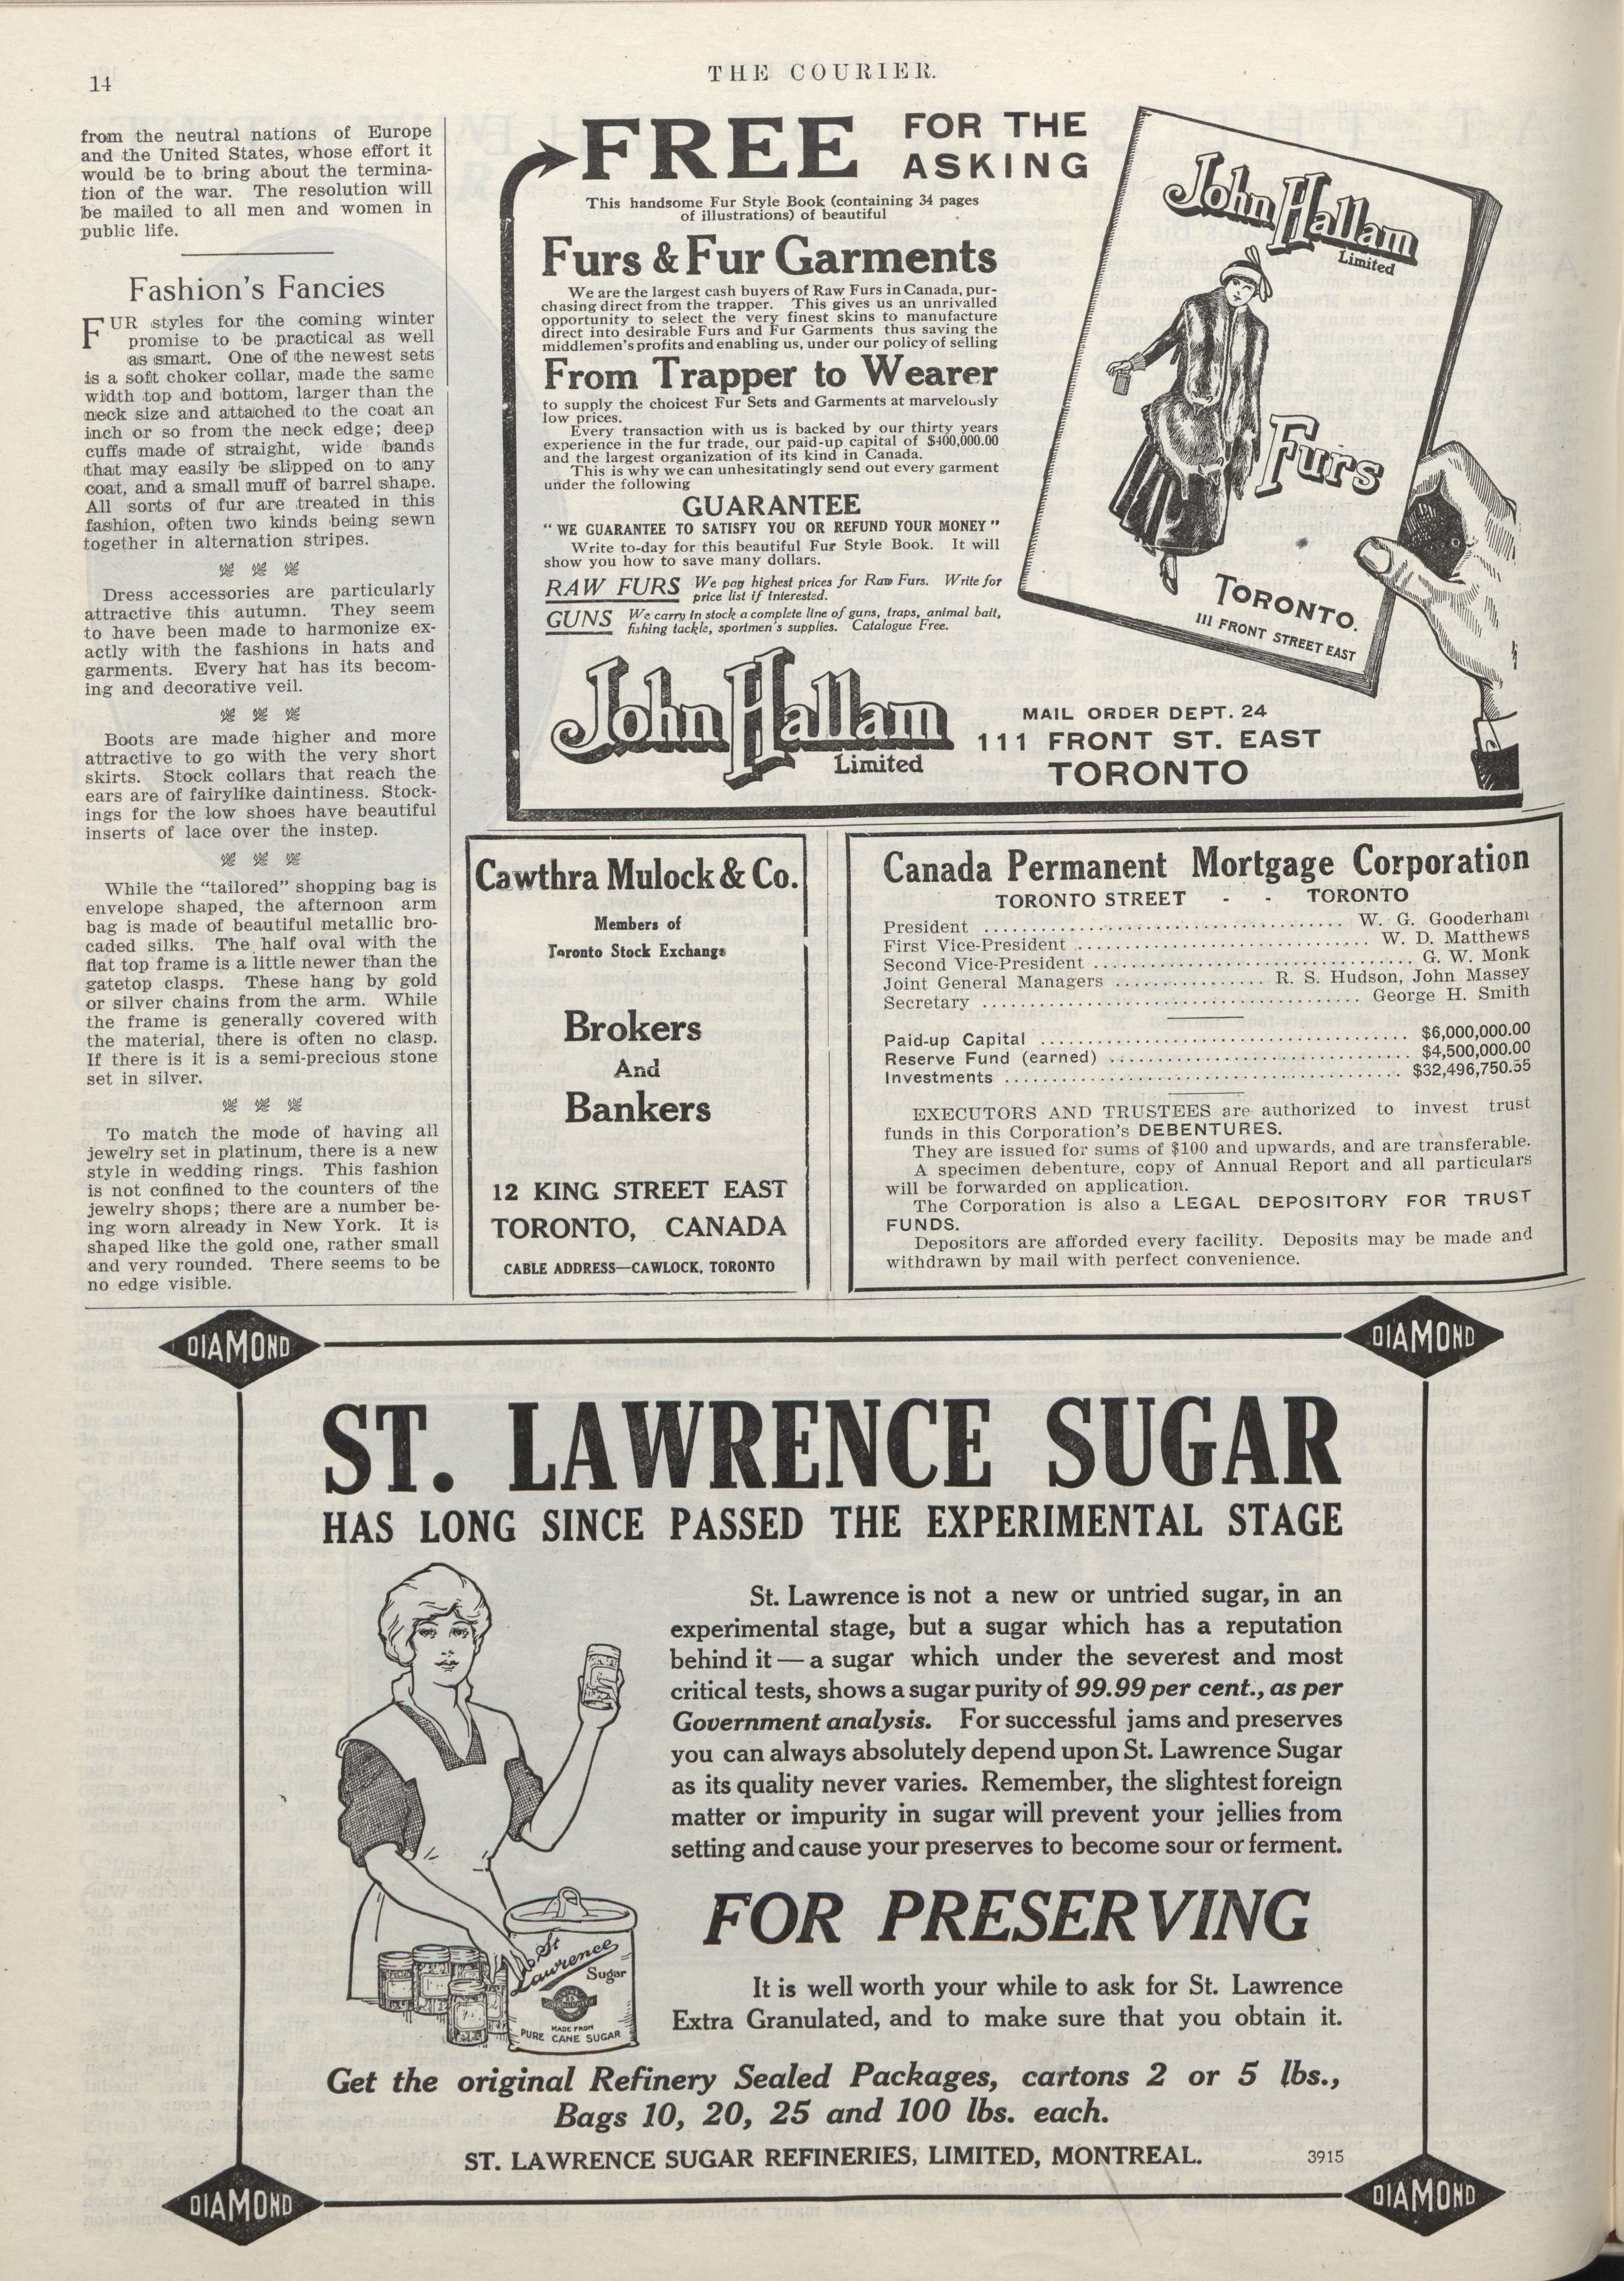 14
THE COURIER.
from the neutral nations of Europe
and the United States, whose effort it
would be to bring about the termina-
tion of the war. The resolution will
be mailed to all men and women in
public life.
Fashion's Fancies
FUR styles for the coming winter
promise to be practical as well
as smart. One of the newest sets
is a soft choker collar, made the same
width top and bottom, larger than the
neck size and attached to the coat an
inch or so from the neck edge; deep
cuffs made of straight, wide bands
that may easily be slipped on to any
coat, and a small muff of barrel shape.
All sorts of fur are treated in this
fashion, often two kinds being sewn
together in alternation stripes.
Dress accessories are particularly
attractive this autumn. They seem
to have been made to harmonize ex-
actly with the fashions in hats and
garments. Every hat has its becom-
ing and decorative veil.
Boots are made higher and more
attractive to go with the very short
skirts. Stock collars that reach the
ears are of fairylike daintiness. Stock-
ings for the low shoes have beautiful
inserts of lace over the instep.
While the "tailored" shopping bag is
envelope shaped, the afternoon arm
bag is made of beautiful metallic bro-
caded silks. The half oval with the
flat top frame is a little newer than the
gatetop clasps. These hang by gold
or silver chains from the arm. While
the frame is generally covered with
the material, there is often no clasp.
If there is it is a semi-precious stone
set in silver.
To match the mode of having all
jewelry set in platinum, there is a new
style in wedding rings. This fashion
is not confined to the counters of the
jewelry shops; there are a number be-
ing worn already in New York. It is
shaped like the gold one, rather small
and very rounded. There seems to be
no edge visible.
FREE FOR THE
ASKING
This handsome Fur Style Book (containing 34 pages
of illustrations) of beautiful
Furs & Fur Garments
We are the largest cash buyers of Raw Furs in Canada, pur-
chasing direct from the trapper. This gives us an unrivalled
opportunity to select the very finest skins to manufacture
direct into desirable Furs and Fur Garments thus saving the
middlemen's profits and enabling us, under our policy of selling
From Trapper to Wearer
to supply the choicest Fur Sets and Garments at marvelously
low prices.
Every transaction with us is backed by our thirty years
experience in the fur trade, our paid-up capital of $400,000.00
and the largest organization of its kind in Canada.
This is why we can unhesitatingly send out every garment
under the following
GUARANTEE
"WE GUARANTEE TO SATISFY YOU OR REFUND YOUR MONEY"
Write to-day for this beautiful Fur Style Book. It will
show you how to save many dollars.
RAW FURS We pay highest prices for Raw Furs. Write for
price list if interested.
GUNS We carry in stock a complete line of guns, traps, animal bait,
fishing tackle, sportmen's supplies. Catalogue Free.
John Hallam
Limited
MAIL ORDER DEPT. 24
111 FRONT ST. EAST
TORONTO
John Hallam
Limited
Furs
TORONTO.
111 FRONT STREET EAST
Cawthra Mulock & Co.
Members of
Toronto Stock Exchange
Brokers
And
Bankers
12 KING STREET EAST
TORONTO, CANADA
CABLE ADDRESS—CAWLOCK, TORONTO
Canada Permanent Mortgage Corporation
TORONTO STREET - - TORONTO
President ........ W. G. Gooderham
First Vice-President ........ W. D. Matthews
Second Vice-President ........ G. W. Monk
Joint General Managers ........ R. S. Hudson, John Massey
Secretary ........ George H. Smith
Paid-up Capital ........ $6,000,000.00
Reserve Fund (earned) ........ $4,500,000.00
Investments ........ $32,496,750.55
EXECUTORS AND TRUSTEES are authorized to invest trust
funds in this Corporation's DEBENTURES.
They are issued for sums of $100 and upwards, and are transferable.
A specimen debenture, copy of Annual Report and all particulars
will be forwarded on application.
The Corporation is also a LEGAL DEPOSITORY FOR TRUST
FUNDS.
Depositors are afforded every facility. Deposits may be made and
withdrawn by mail with perfect convenience.
DIAMOND
DIAMOND
ST. LAWRENCE SUGAR
HAS LONG SINCE PASSED THE EXPERIMENTAL STAGE
St. Lawrence is not a new or untried sugar, in an
experimental stage, but a sugar which has a reputation
behind it—a sugar which under the severest and most
critical tests, shows a sugar purity of 99.99 per cent., as per
Government analysis. For successful jams and preserves
you can always absolutely depend upon St. Lawrence Sugar
as its quality never varies. Remember, the slightest foreign
matter or impurity in sugar will prevent your jellies from
setting and cause your preserves to become sour or ferment.
FOR PRESERVING
St
Lawrence
Sugar
MADE FROM
PURE CANE SUGAR
It is well worth your while to ask for St. Lawrence
Extra Granulated, and to make sure that you obtain it.
Get the original Refinery Sealed Packages, cartons 2 or 5 lbs.,
Bags 10, 20, 25 and 100 lbs. each.
ST. LAWRENCE SUGAR REFINERIES, LIMITED, MONTREAL. 3915
DIAMOND
DIAMOND